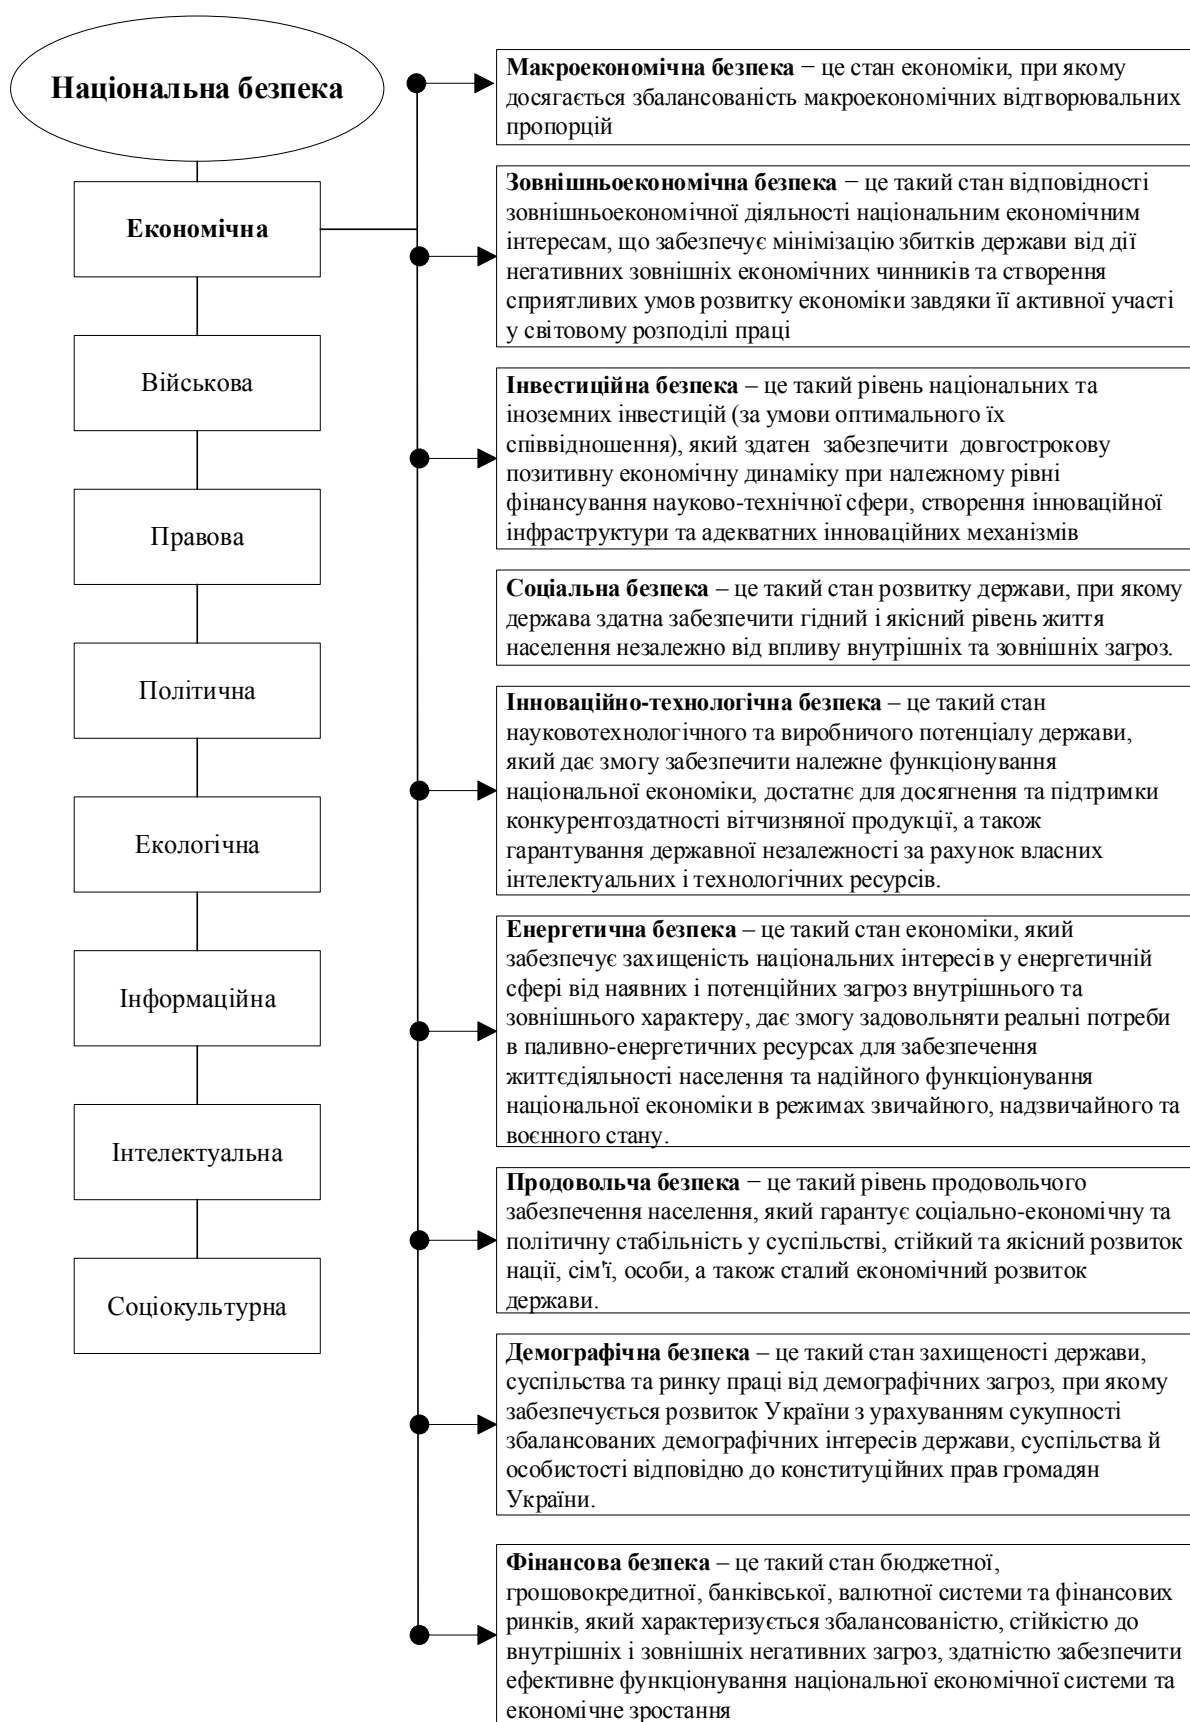 Національна безпека
Економічна
Військова
Правова
Політична
Екологічна
Інформаційна
Інтелектуальна
Соціокультурна
Макроекономічна безпека − це стан економіки, при якому
досягається збалансованість макроекономічних відтворювальних
пропорцій
Зовнішньоекономічна безпека − це такий стан відповідності
зовнішньоекономічної діяльності національним економічним
інтересам, що забезпечує мінімізацію збитків держави від дії
негативних зовнішніх економічних чинників та створення
сприятливих умов розвитку економіки завдяки її активної участі
у світовому розподілі праці
Інвестиційна безпека – це такий рівень національних та
іноземних інвестицій (за умови оптимального їх
співвідношення), який здатен забезпечити довгострокову
позитивну економічну динаміку при належному рівні
фінансування науково-технічної сфери, створення інноваційної
інфраструктури та адекватних інноваційних механізмів
Соціальна безпека – це такий стан розвитку держави, при якому
держава здатна забезпечити гідний і якісний рівень життя
населення незалежно від впливу внутрішніх та зовнішніх загроз.
Інноваційно-технологічна безпека – це такий стан
науковотехнологічного та виробничого потенціалу держави,
який дає змогу забезпечити належне функціонування
національної економіки, достатнє для досягнення та підтримки
конкурентоздатності вітчизняної продукції, а також
гарантування державної незалежності за рахунок власних
інтелектуальних і технологічних ресурсів.
Енергетична безпека – це такий стан економіки, який
забезпечує захищеність національних інтересів у енергетичній
сфері від наявних і потенційних загроз внутрішнього та
зовнішнього характеру, дає змогу задовольняти реальні потреби
в паливно-енергетичних ресурсах для забезпечення
життєдіяльності населення та надійного функціонування
національної економіки в режимах звичайного, надзвичайного та
воєнного стану.
Продовольча безпека − це такий рівень продовольчого
забезпечення населення, який гарантує соціально-економічну та
політичну стабільність у суспільстві, стійкий та якісний розвиток
нації, сім'ї, особи, а також сталий економічний розвиток
держави.
Демографічна безпека – це такий стан захищеності держави,
суспільства та ринку праці від демографічних загроз, при якому
забезпечується розвиток України з урахуванням сукупності
збалансованих демографічних інтересів держави, суспільства й
особистості відповідно до конституційних прав громадян
України.
Фінансова безпека – це такий стан бюджетної,
грошовокредитної, банківської, валютної системи та фінансових
ринків, який характеризується збалансованістю, стійкістю до
внутрішніх і зовнішніх негативних загроз, здатністю забезпечити
ефективне функціонування національної економічної системи та
економічне зростання